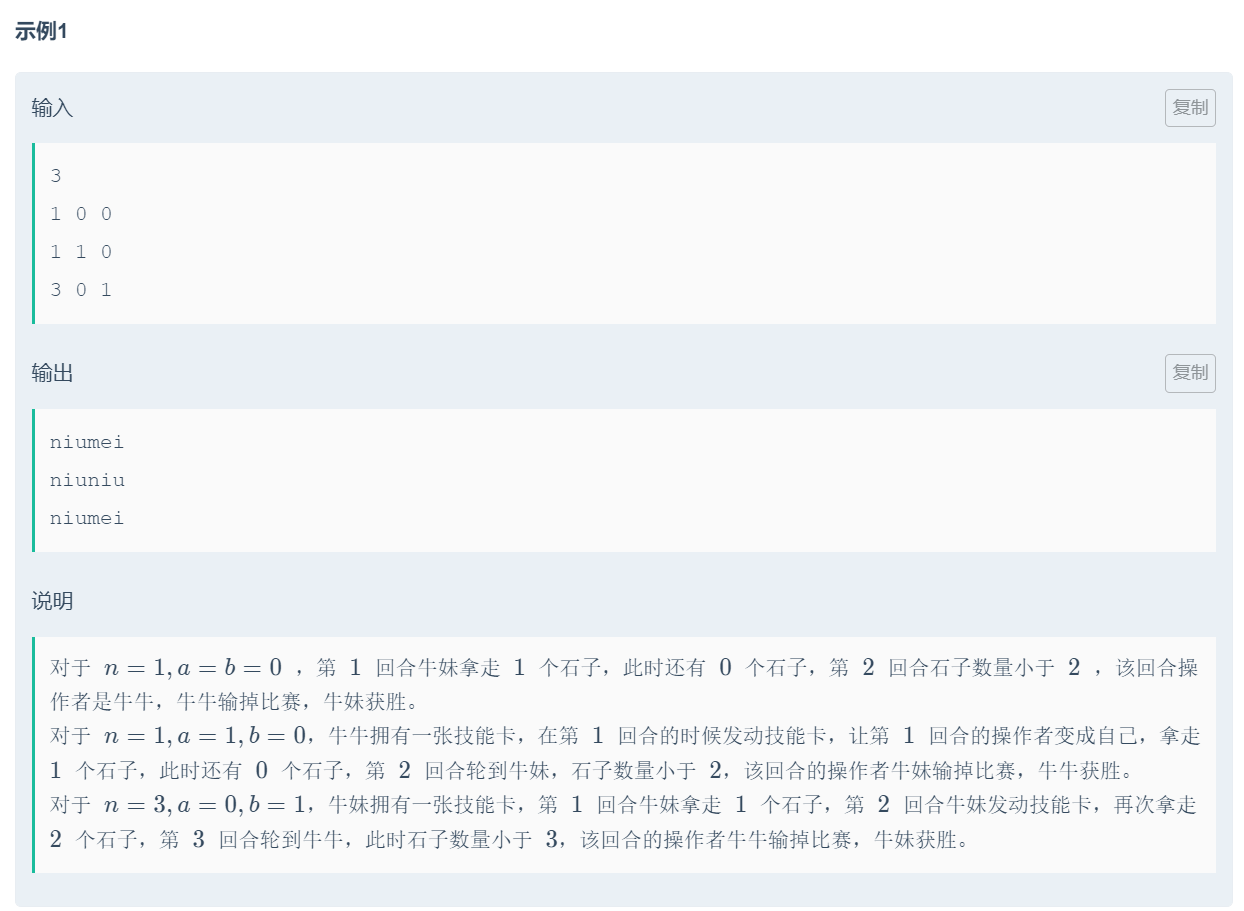 示例1
输入
复制
3
1 0 0
1 1 0
3 0 1
输出
复制
niumei
niuniu
niumei
说明
对于 n = 1, a = b = 0 ，第 1 回合牛妹拿走 1 个石子，此时还有 0 个石子，第 2 回合石子数量小于 2 ，该回合操
作者是牛牛，牛牛输掉比赛，牛妹获胜。
对于 n = 1, a = 1, b = 0，牛牛拥有一张技能卡，在第 1 回合的时候发动技能卡，让第 1 回合的操作者变成自己，拿走
1 个石子，此时还有 0 个石子，第 2 回合轮到牛妹，石子数量小于 2，该回合的操作者牛妹输掉比赛，牛牛获胜。
对于 n = 3, a = 0, b = 1，牛妹拥有一张技能卡，第 1 回合牛妹拿走 1 个石子，第 2 回合牛妹发动技能卡，再次拿走
2 个石子，第 3 回合轮到牛牛，此时石子数量小于 3，该回合的操作者牛牛输掉比赛，牛妹获胜。